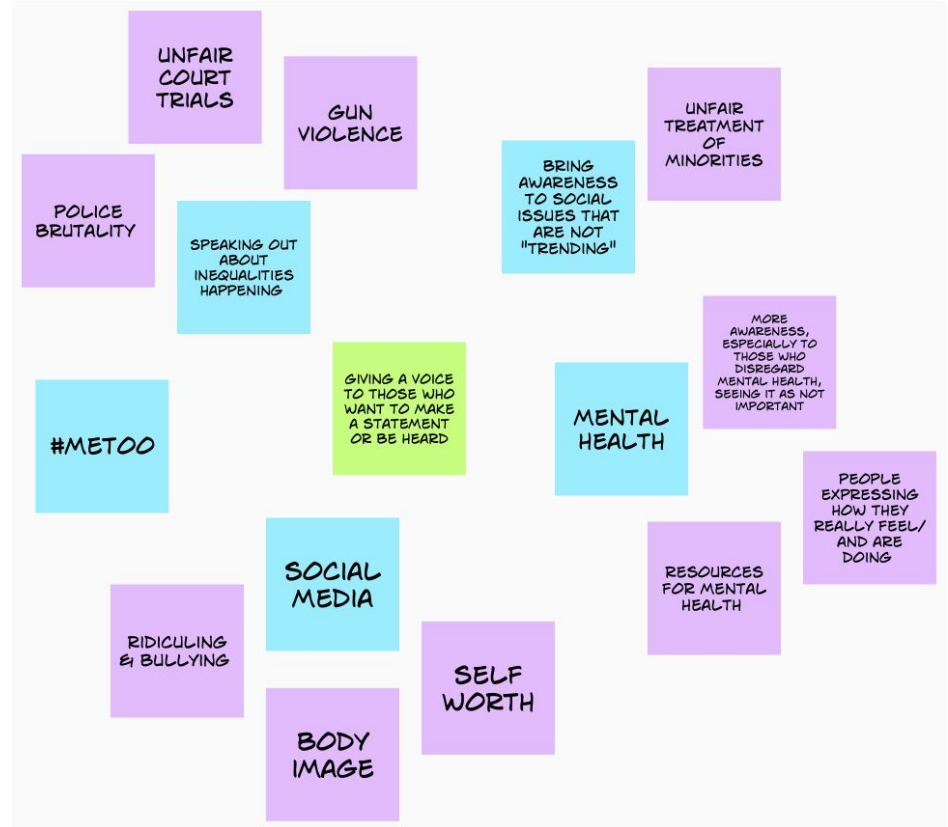 UNFAIR
COURT
TRIALS
GUN
VIOLENCE
UNFAIR
TREATMENT
OF
MINORITIES
POLICE
BRUTALITY
SPEAKING OUT
ABOUT
INEQUALITIES
HAPPENING
BRING
AWARENESS
TO SOCIAL
ISSUES THAT
ARE NOT
"TRENDING"
GIVING A VOICE
TO THOSE WHO
WANT TO MAKE
A STATEMENT
OR BE HEARD
MORE
AWARENESS,
ESPECIALLY TO
THOSE WHO
DISREGARD
MENTAL HEALTH,
SEEING IT AS NOT
IMPORTANT
#METOO
MENTAL
HEALTH
PEOPLE
EXPRESSING
HOW THEY
REALLY FEEL/
AND ARE
DOING
SOCIAL
MEDIA
RESOURCES
FOR MENTAL
HEALTH
RIDICULING
& BULLYING
SELF
WORTH
BODY
IMAGE